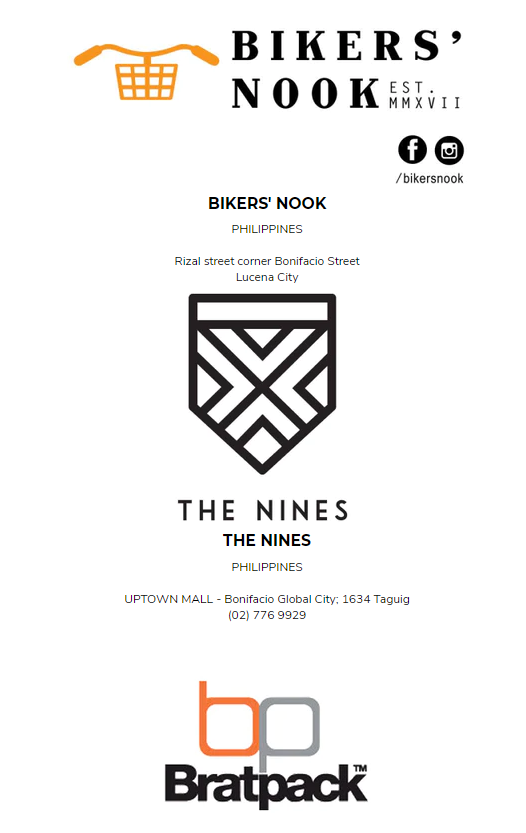 BIKERS'
NOOK EST.
MMXVII
/bikersnook
BIKERS' NOOK
PHILIPPINES
Rizal street corner Bonifacio Street
Lucena City
THE NINES
THE NINES
PHILIPPINES
UPTOWN MALL - Bonifacio Global City; 1634 Taguig
(02) 776 9929
bp
Bratpack™